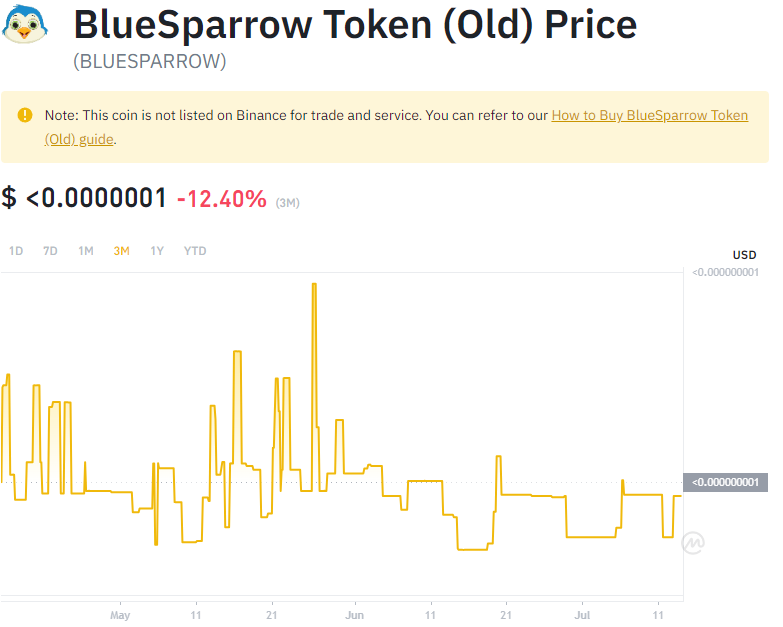 BlueSparrow Token (Old) Price
(BLUESPARROW)
Note: This coin is not listed on Binance for trade and service. You can refer to our How to Buy BlueSparrow Token
(Old) guide.
$ <0.0000001 -12.40% (3M)
1D 7D 1M 3M 1Y YTD
USD
<0.000000001
<0.000000001
May 11 21 Jun 11 21 Jul 11